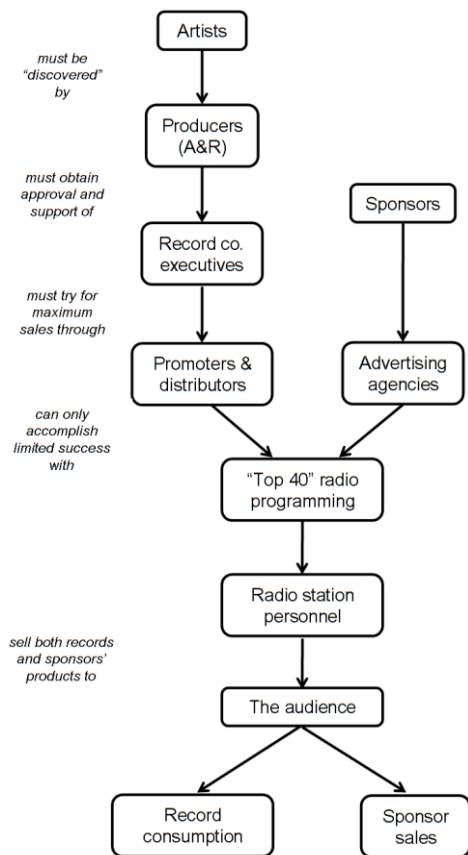 Artists
must be
“discovered”
by
Producers
(A&R)
must obtain
approval and
support of
Sponsors
Record co.
executives
must try for
maximum
sales through
Promoters &
distributors
Advertising
agencies
can only
accomplish
limited success
with
“Top 40” radio
programming
Radio station
personnel
sell both records
and sponsors’
products to
The audience
Record
consumption
Sponsor
sales